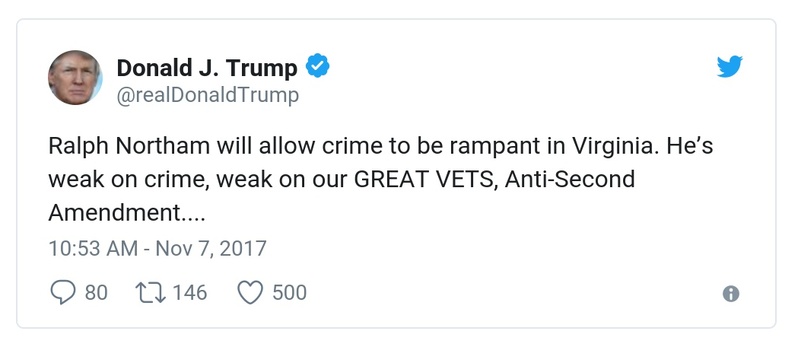 Donald J. Trump
@realDonaldTrump
Ralph Northam will allow crime to be rampant in Virginia. He’s
weak on crime, weak on our GREAT VETS, Anti-Second
Amendment....
10:53 AM - Nov 7, 2017
80 146 500